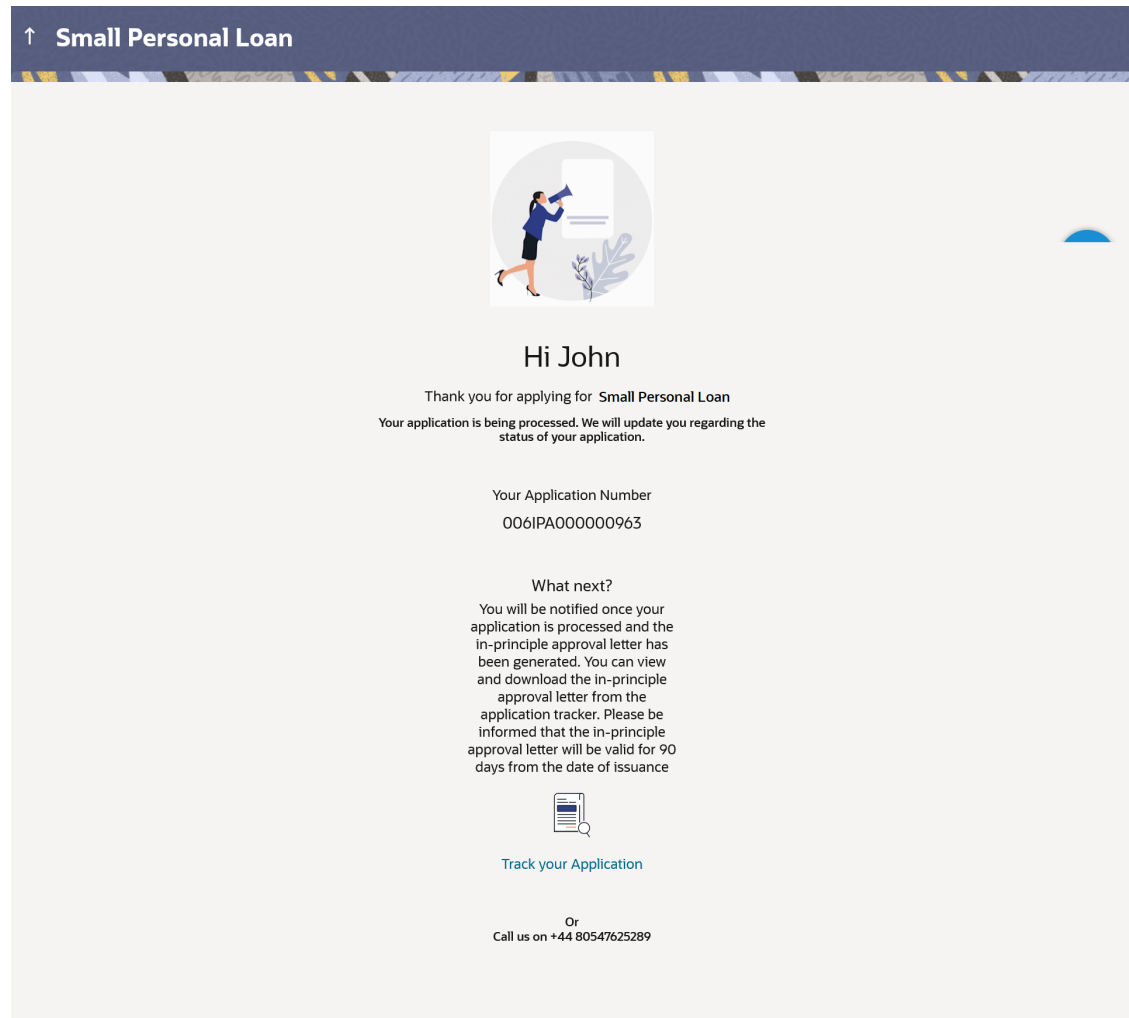 Small Personal Loan
Hi John
Thank you for applying for Small Personal Loan
Your application is being processed. We will update you regarding the
status of your application.
Your Application Number
006IPA000000963
What next?
You will be notified once your
application is processed and the
in-principle approval letter has
been generated. You can view
and download the in-principle
approval letter from the
application tracker. Please be
informed that the in-principle
approval letter will be valid for 90
days from the date of issuance
Track your Application
Or
Call us on +44 80547625289